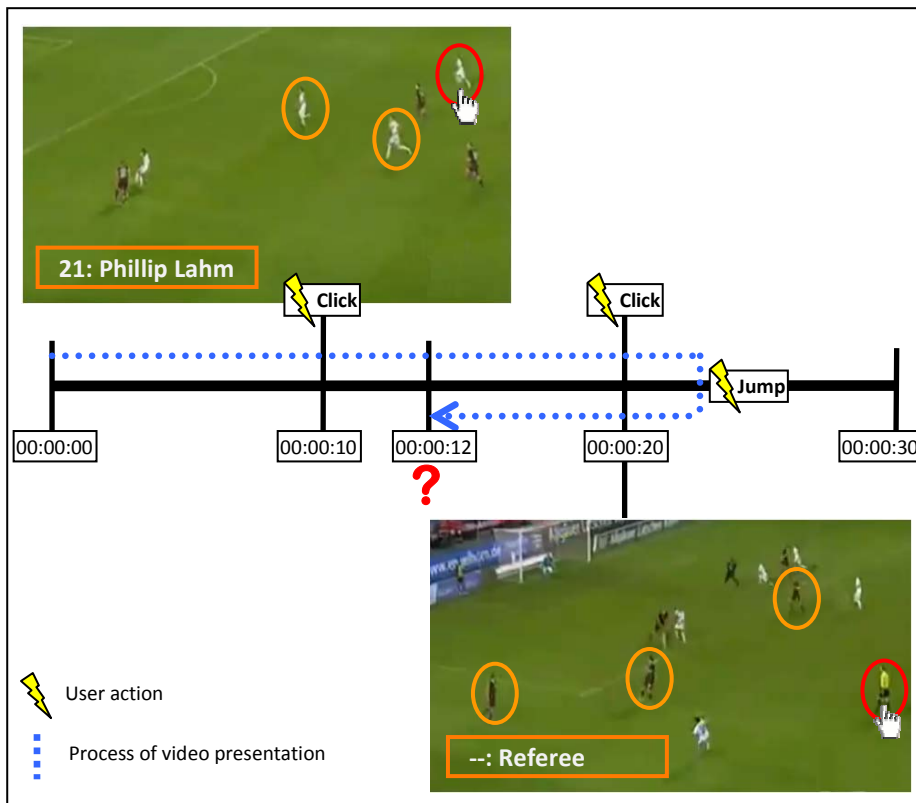 21: Phillip Lahm
Click
Click
Jump
00:00:00
00:00:10
00:00:12
00:00:20
00:00:30
?
User action
Process of video presentation
--: Referee